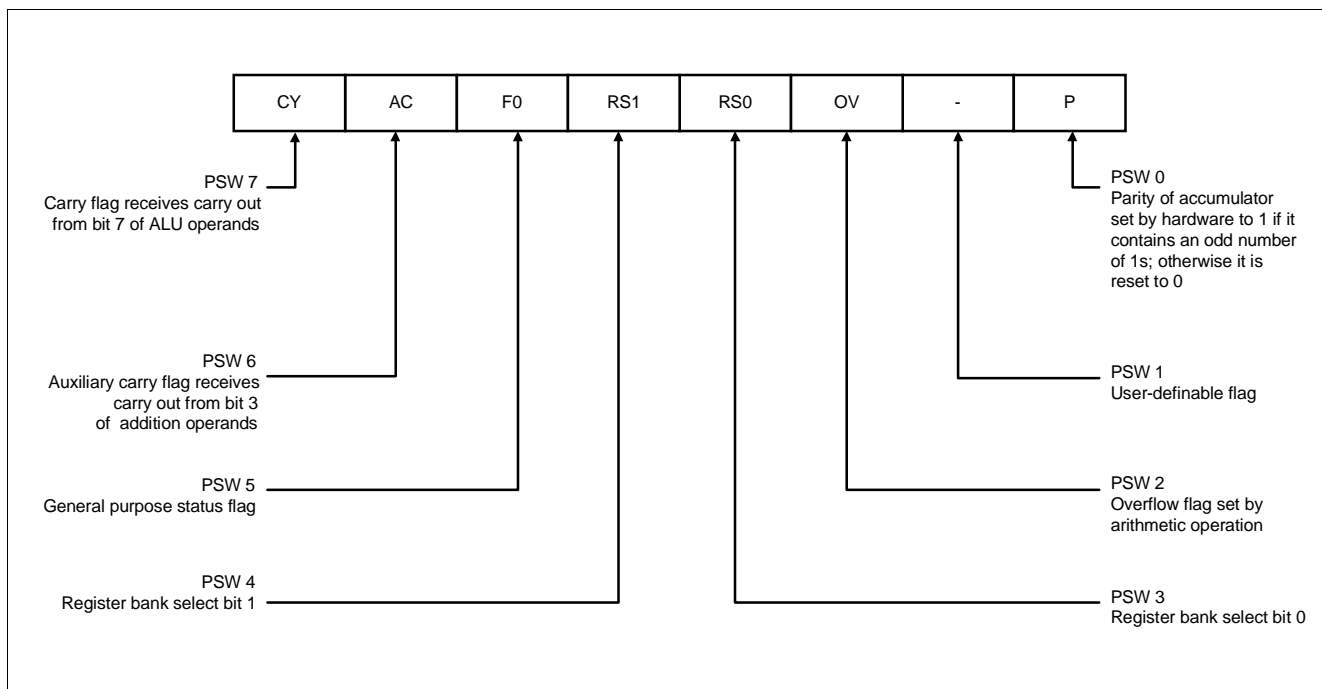 CY AC F0 RS1 RS0 OV - P
PSW 7
Carry flag receives carry out
from bit 7 of ALU operands
PSW 6
Auxiliary carry flag receives
carry out from bit 3
of addition operands
PSW 5
General purpose status flag
PSW 4
Register bank select bit 1
PSW 0
Parity of accumulator
set by hardware to 1 if it
contains an odd number
of 1s; otherwise it is
reset to 0
PSW 1
User-definable flag
PSW 2
Overflow flag set by
arithmetic operation
PSW 3
Register bank select bit 0